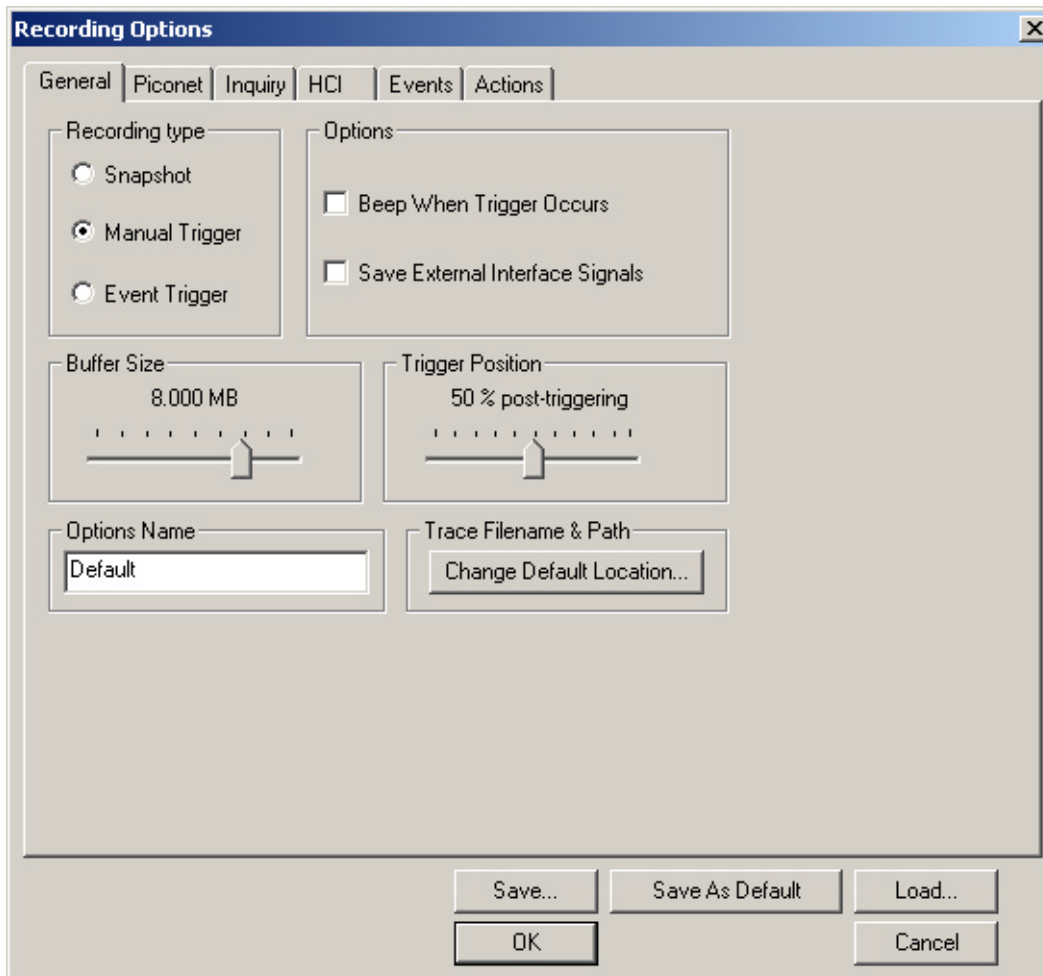 Recording Options
General Piconet Inquiry HCI Events Actions
Recording type
Snapshot
Manual Trigger
Event Trigger
Options
Beep When Trigger Occurs
Save External Interface Signals
Buffer Size
8.000 MB
Trigger Position
50 % post-triggering
Options Name
Default
Trace Filename & Path
Change Default Location...
Save... Save As Default Load...
OK Cancel